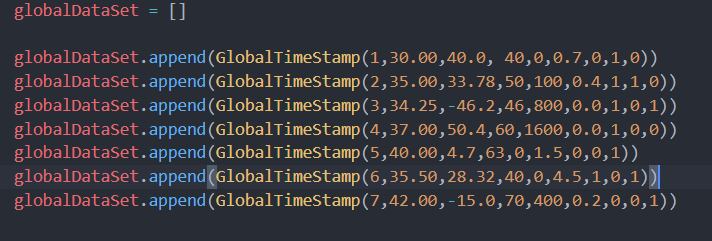 globalDataSet = []
globalDataSet.append(GlobalTimeStamp(1,30.00,40.0, 40,0,0.7,0,1,0))
globalDataSet.append(GlobalTimeStamp(2,35.00,33.78,50,100,0.4,1,1,0))
globalDataSet.append(GlobalTimeStamp(3,34.25,-46.2,46,800,0.0,1,0,1))
globalDataSet.append(GlobalTimeStamp(4,37.00,50.4,60,1600,0.0,1,0,0))
globalDataSet.append(GlobalTimeStamp(5,40.00,4.7,63,0,1.5,0,0,1))
globalDataSet.append(GlobalTimeStamp(6,35.50,28.32,40,0,4.5,1,0,1))
globalDataSet.append(GlobalTimeStamp(7,42.00,-15.0,70,400,0.2,0,0,1))